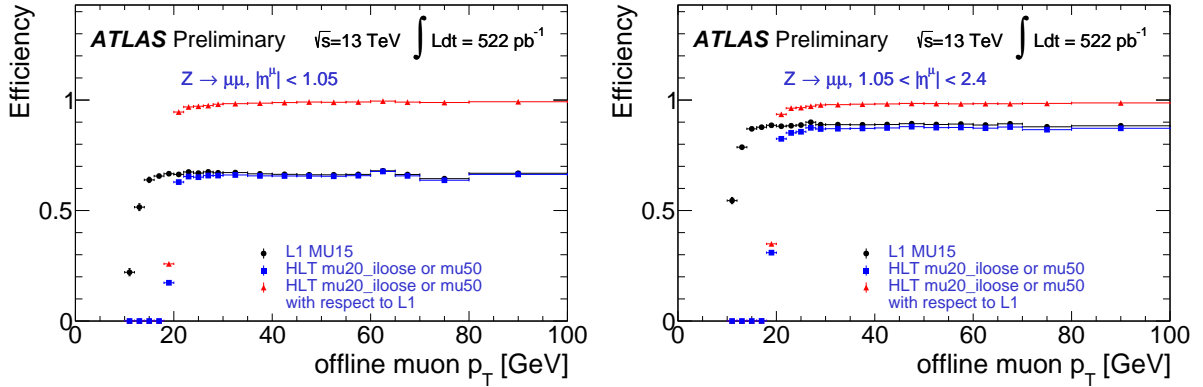 ATLAS Preliminary √s=13 TeV ∫ Ldt = 522 pb⁻¹
Z → μμ, |η^μ| < 1.05
Efficiency
1
0.5
0
L1 MU15
HLT mu20_iloose or mu50
HLT mu20_iloose or mu50
with respect to L1
0 20 40 60 80 100
offline muon p_T [GeV]
ATLAS Preliminary √s=13 TeV ∫ Ldt = 522 pb⁻¹
Z → μμ, 1.05 < |η^μ| < 2.4
Efficiency
1
0.5
0
L1 MU15
HLT mu20_iloose or mu50
HLT mu20_iloose or mu50
with respect to L1
0 20 40 60 80 100
offline muon p_T [GeV]